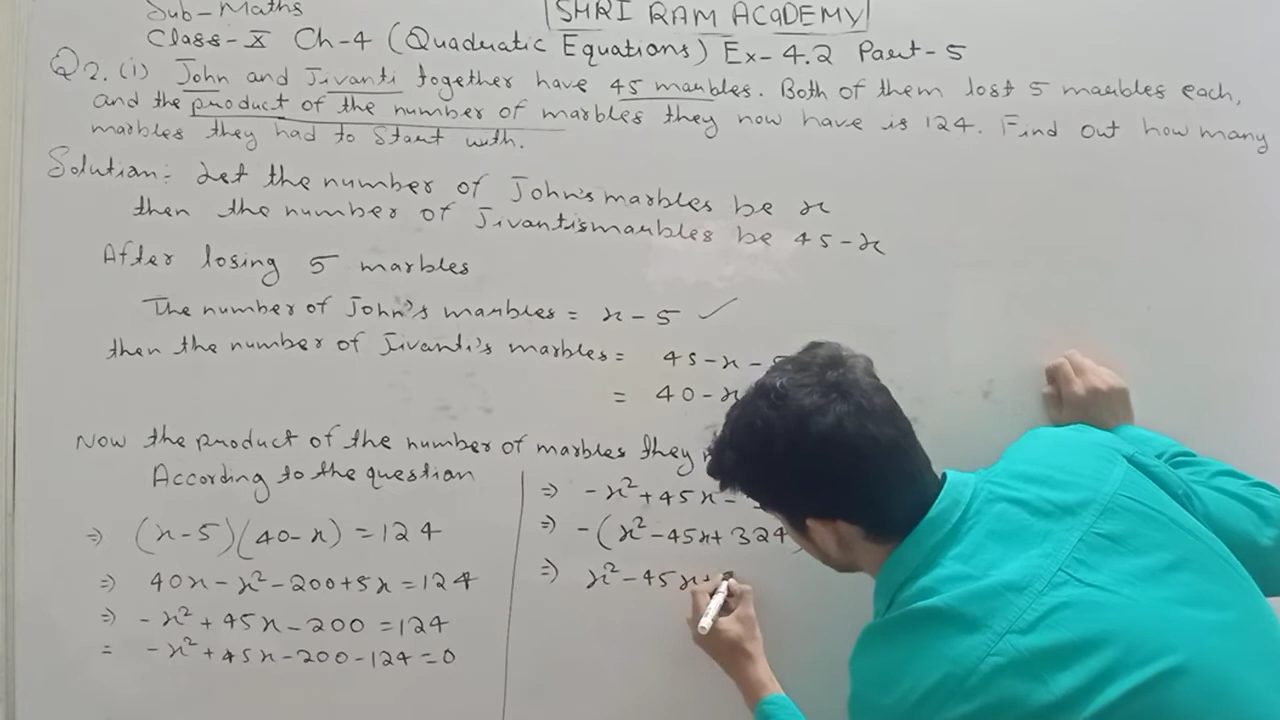 Sub-Maths
SHRI RAM ACADEMY
Class-X Ch-4 (Quadratic Equations) Ex-4.2 Part-5
Q2. (i) John and Jivanti together have 45 marbles. Both of them lost 5 marbles each,
and the product of the number of marbles they now have is 124. Find out how many
marbles they had to start with.
Solution:- Let the number of John's marbles be x
then the number of Jivantis marbles be 45-x
After losing 5 marbles
The number of John's marbles = x-5 ✓
then the number of Jivanti's marbles = 45-x-
= 40-x
Now the product of the number of marbles they
According to the question
⇒ (x-5)(40-x) = 124
⇒ 40x-x²-200+5x = 124
⇒ -x²+45x-200 = 124
= -x²+45x-200-124=0
⇒ -x²+45x-
⇒ -(x²-45x+324
⇒ x²-45x+